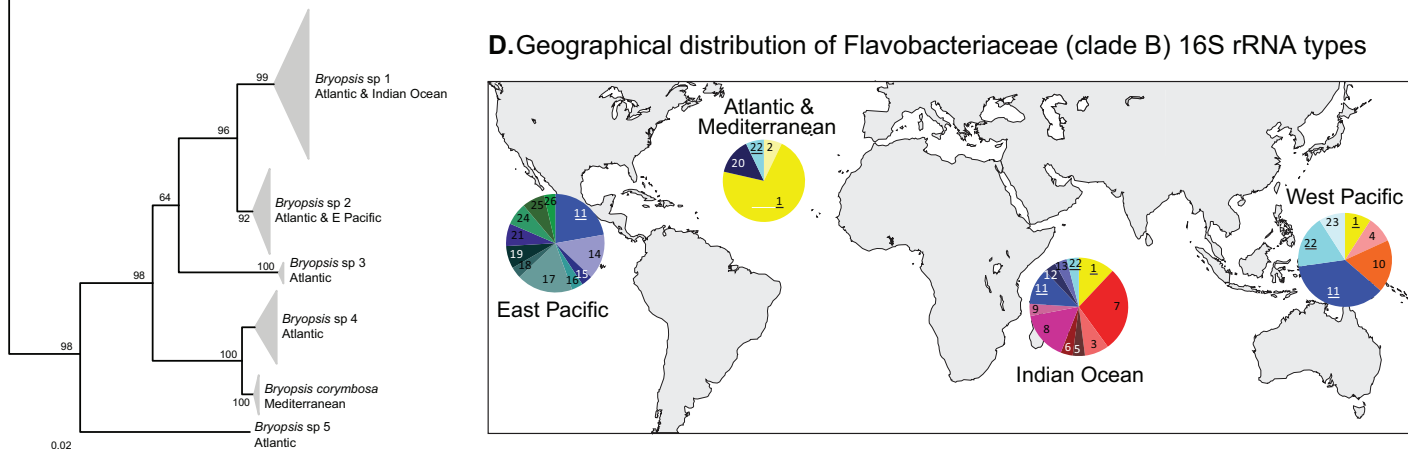 99
Bryopsis sp 1
Atlantic & Indian Ocean
96
92
Bryopsis sp 2
Atlantic & E Pacific
64
100
Bryopsis sp 3
Atlantic
98
Bryopsis sp 4
Atlantic
100
100
Bryopsis corymbosa
Mediterranean
98
Bryopsis sp 5
Atlantic
0.02
D. Geographical distribution of Flavobacteriaceae (clade B) 16S rRNA types
Atlantic &
Mediterranean
22
2
20
1
26
25
11
24
21
14
19
18
15
17
16
East Pacific
13
22
1
12
11
7
9
8
3
6
5
Indian Ocean
West Pacific
23
1
4
22
10
11